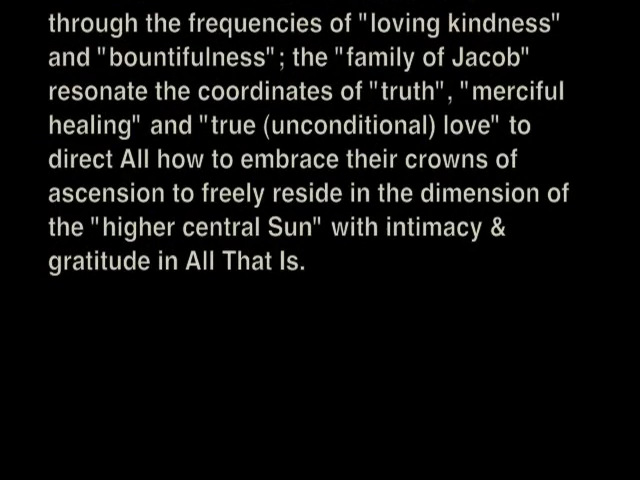 through the frequencies of "loving kindness"
and "bountifulness"; the "family of Jacob"
resonate the coordinates of "truth", "merciful
healing" and "true (unconditional) love" to
direct All how to embrace their crowns of
ascension to freely reside in the dimension of
the "higher central Sun" with intimacy &
gratitude in All That Is.